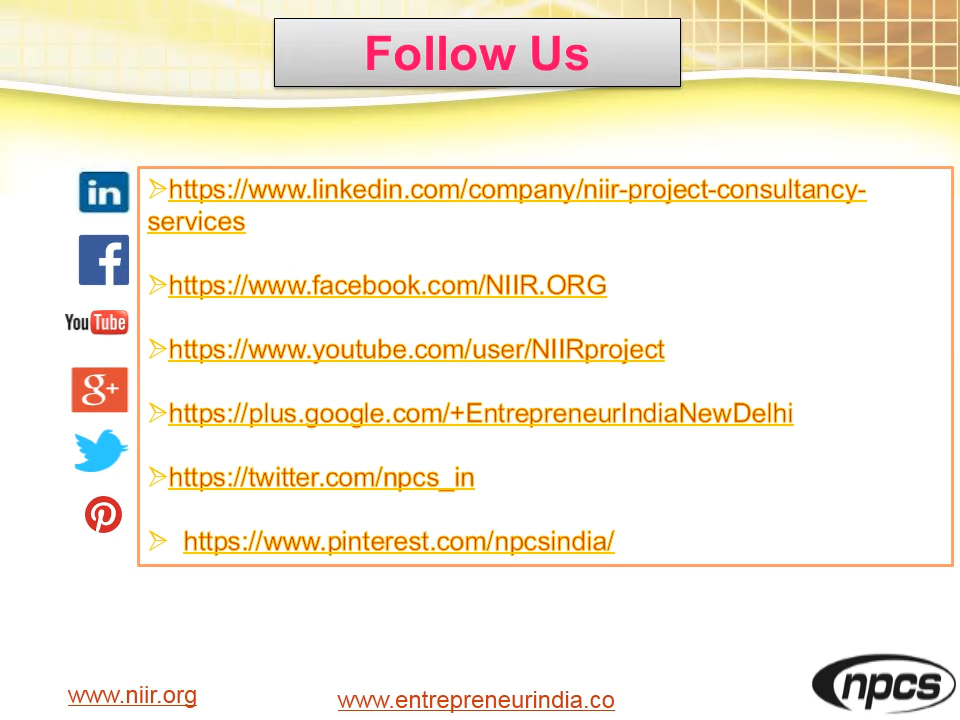 Follow Us
in
➢https://www.linkedin.com/company/niir-project-consultancy-
services
f
➢https://www.facebook.com/NIIR.ORG
YouTube
➢https://www.youtube.com/user/NIIRproject
g+
➢https://plus.google.com/+EntrepreneurIndiaNewDelhi
➢https://twitter.com/npcs_in
➢ https://www.pinterest.com/npcsindia/
www.niir.org
www.entrepreneurindia.co
npcs